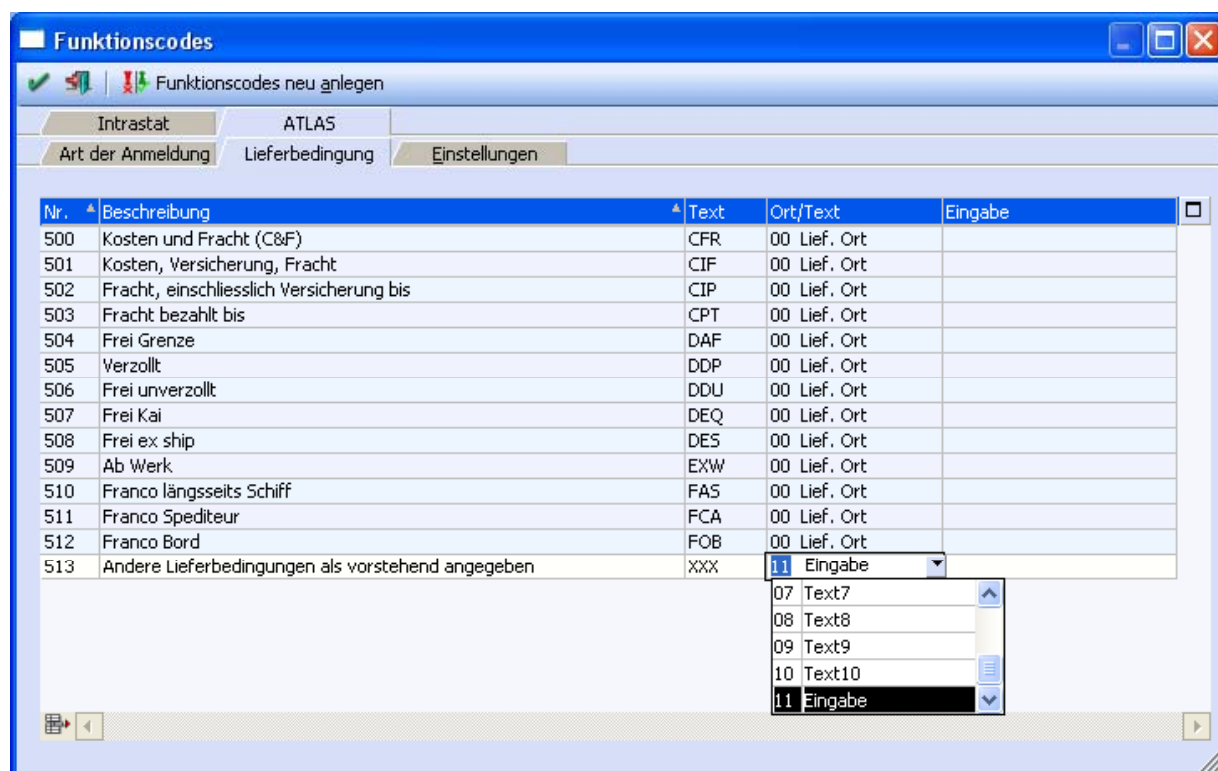 Funktionscodes
Funktionscodes neu anlegen
Intrastat ATLAS
Art der Anmeldung Lieferbedingung Einstellungen
Nr. Beschreibung Text Ort/Text Eingabe
500 Kosten und Fracht (C&F) CFR 00 Lief. Ort
501 Kosten, Versicherung, Fracht CIF 00 Lief. Ort
502 Fracht, einschliesslich Versicherung bis CIP 00 Lief. Ort
503 Fracht bezahlt bis CPT 00 Lief. Ort
504 Frei Grenze DAF 00 Lief. Ort
505 Verzollt DDP 00 Lief. Ort
506 Frei unverzollt DDU 00 Lief. Ort
507 Frei Kai DEQ 00 Lief. Ort
508 Frei ex ship DES 00 Lief. Ort
509 Ab Werk EXW 00 Lief. Ort
510 Franco längsseits Schiff FAS 00 Lief. Ort
511 Franco Spediteur FCA 00 Lief. Ort
512 Franco Bord FOB 00 Lief. Ort
513 Andere Lieferbedingungen als vorstehend angegeben XXX 11 Eingabe
07 Text7
08 Text8
09 Text9
10 Text10
11 Eingabe